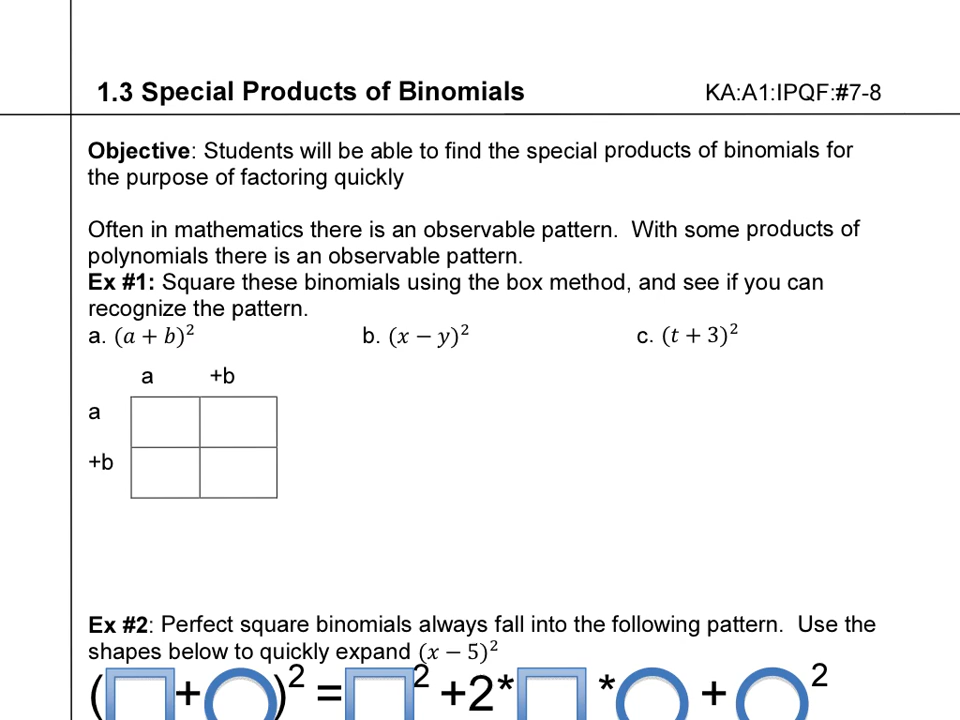 1.3 Special Products of Binomials KA:A1:IPQF:#7-8
Objective: Students will be able to find the special products of binomials for
the purpose of factoring quickly
Often in mathematics there is an observable pattern. With some products of
polynomials there is an observable pattern.
Ex #1: Square these binomials using the box method, and see if you can
recognize the pattern.
a. (a + b)² b. (x − y)² c. (t + 3)²
a +b
a
+b
Ex #2: Perfect square binomials always fall into the following pattern. Use the
shapes below to quickly expand (x − 5)²
(□+○)² = □² +2*□ *○ + ○²